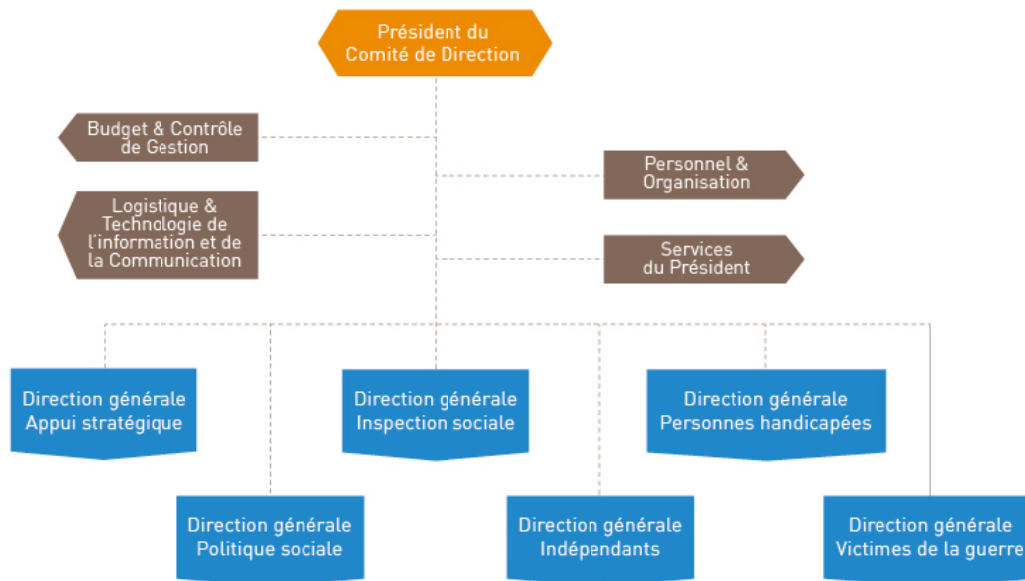 Président du
Comité de Direction
Budget & Contrôle
de Gestion
Personnel &
Organisation
Logistique &
Technologie de
l'information et de
la Communication
Services
du Président
Direction générale
Appui stratégique
Direction générale
Inspection sociale
Direction générale
Personnes handicapées
Direction générale
Politique sociale
Direction générale
Indépendants
Direction générale
Victimes de la guerre